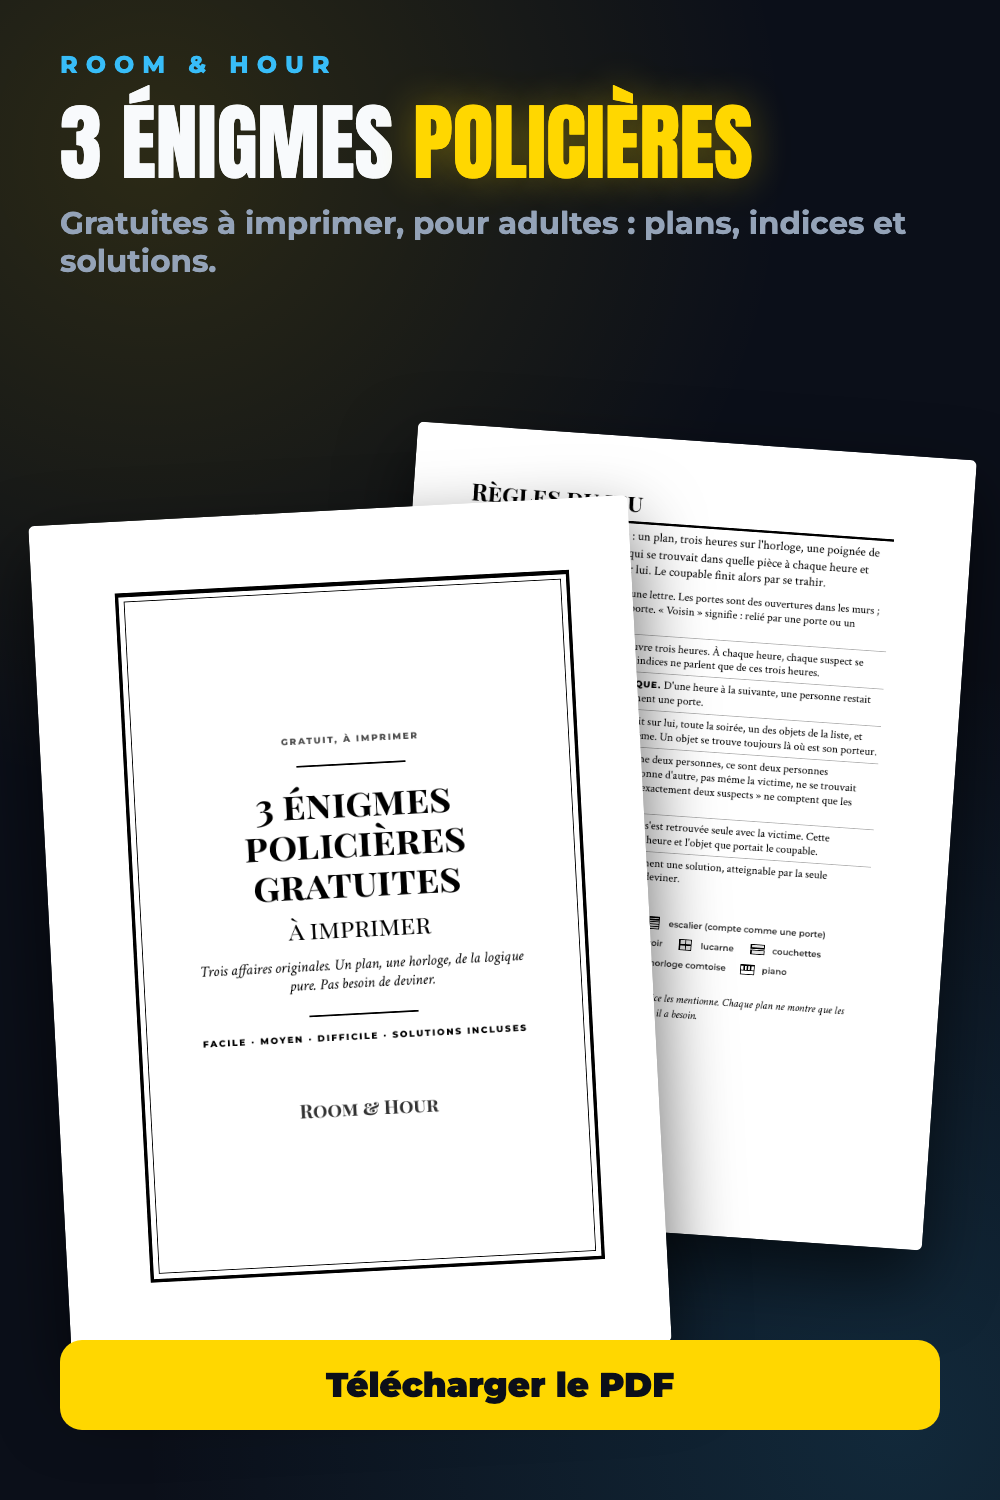 ROOM & HOUR
3 ÉNIGMES POLICIÈRES
Gratuites à imprimer, pour adultes : plans, indices et
solutions.
GRATUIT, À IMPRIMER
3 ÉNIGMES
POLICIÈRES
GRATUITES
À IMPRIMER
Trois affaires originales. Un plan, une horloge, de la logique
pure. Pas besoin de deviner.
FACILE · MOYEN · DIFFICILE · SOLUTIONS INCLUSES
ROOM & HOUR
RÈGLES
: un plan, trois heures sur l'horloge, une poignée de
qui se trouvait dans quelle pièce à chaque heure et
lui. Le coupable finit alors par se trahir.
une lettre. Les portes sont des ouvertures dans les murs ;
porte. « Voisin » signifie : relié par une porte ou un
trois heures. À chaque heure, chaque suspect se
indices ne parlent que de ces trois heures.
D'une heure à la suivante, une personne restait
une porte.
sur lui, toute la soirée, un des objets de la liste, et
Un objet se trouve toujours là où est son porteur.
deux personnes, ce sont deux personnes
d'autre, pas même la victime, ne se trouvait
exactement deux suspects » ne comptent que les
s'est retrouvée seule avec la victime. Cette
heure et l'objet que portait le coupable.
une solution, atteignable par la seule
deviner.
escalier (compte comme une porte)
lucarne couchettes
horloge comtoise piano
les mentionne. Chaque plan ne montre que les
il a besoin.
Télécharger le PDF